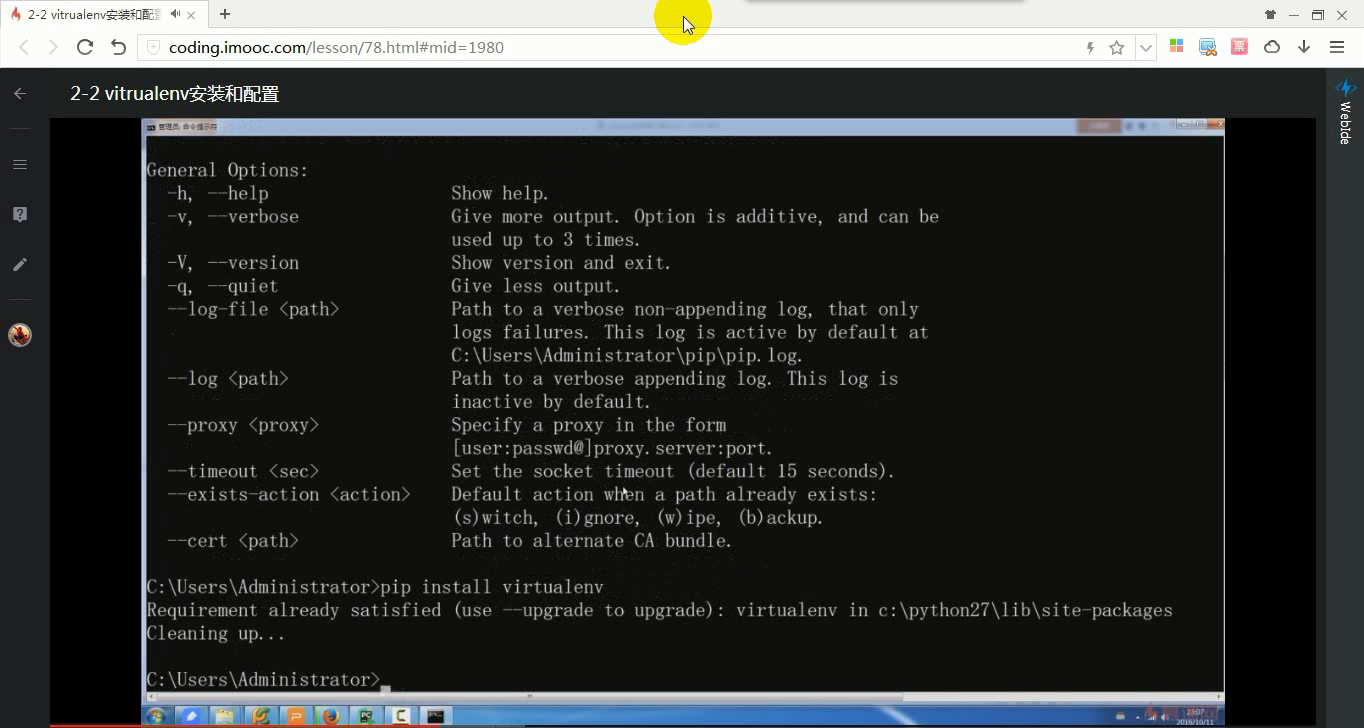 2-2 vitrualenv安装和配置
coding.imooc.com/lesson/78.html#mid=1980
票
2-2 vitrualenv安装和配置
WebIde
管理员: 命令提示符
General Options:
-h, --help Show help.
-v, --verbose Give more output. Option is additive, and can be
used up to 3 times.
-V, --version Show version and exit.
-q, --quiet Give less output.
--log-file <path> Path to a verbose non-appending log, that only
logs failures. This log is active by default at
C:\Users\Administrator\pip\pip.log.
--log <path> Path to a verbose appending log. This log is
inactive by default.
--proxy <proxy> Specify a proxy in the form
[user:passwd@]proxy.server:port.
--timeout <sec> Set the socket timeout (default 15 seconds).
--exists-action <action> Default action when a path already exists:
(s)witch, (i)gnore, (w)ipe, (b)ackup.
--cert <path> Path to alternate CA bundle.
C:\Users\Administrator>pip install virtualenv
Requirement already satisfied (use --upgrade to upgrade): virtualenv in c:\python27\lib\site-packages
Cleaning up...
C:\Users\Administrator>
23:07
2016/10/11